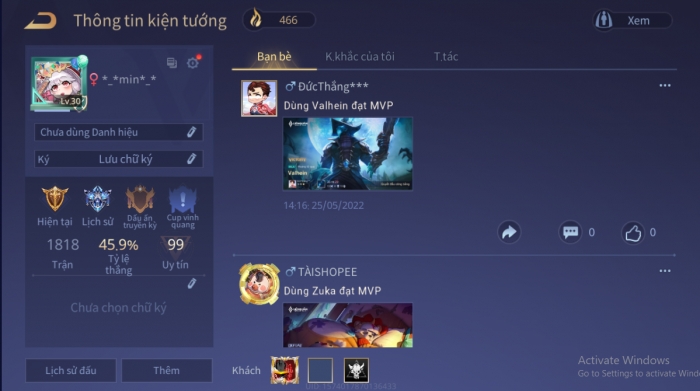 Thông tin kiện tướng
466
Xem
Bạn bè
K.khắc của tôi
T.tác
*_*min*_*
Lv.30
Chưa dùng Danh hiệu
Ký Lưu chữ ký
Hiện tại
Lịch sử
Dấu ấn truyền kỳ
Cup vinh quang
1818
Trận
45.9%
Tỷ lệ thắng
99
Uy tín
Chưa chọn chữ ký
Lịch sử đấu
Thêm
ĐứcThắng***
Dùng Valhein đạt MVP
Valhein
14:16: 25/05/2022
0
0
TÀISHOPEE
Dùng Zuka đạt MVP
Khách
Activate Windows
Go to Settings to activate Wind